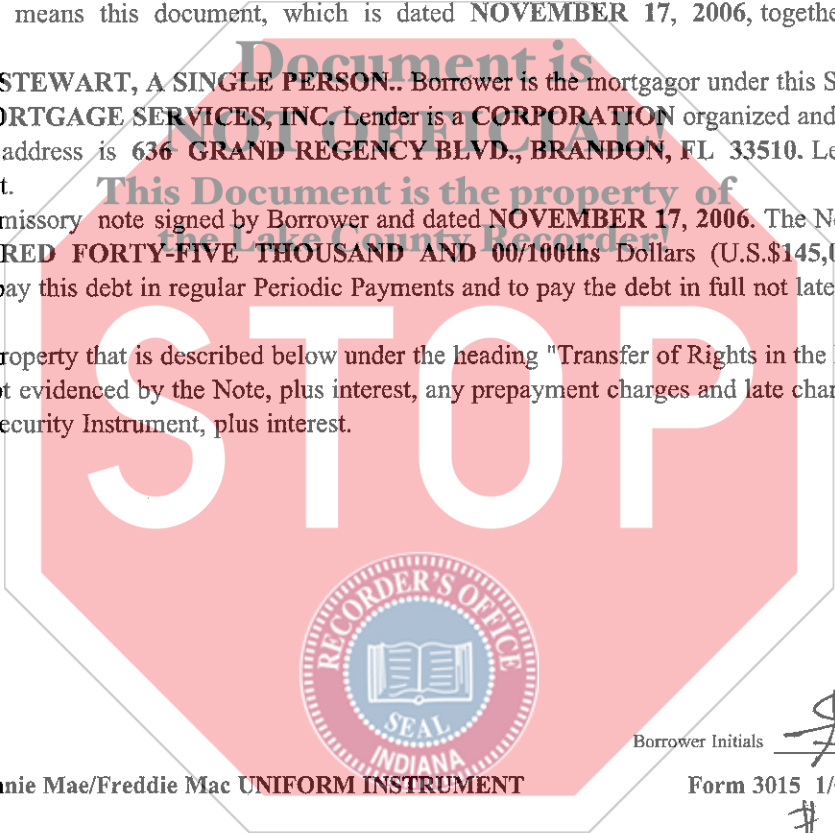 means this document, which is dated NOVEMBER 17, 2006, togethe
Document is
STEWART, A SINGLE PERSON.. Borrower is the mortgagor under this S
ORTGAGE SERVICES, INC. Lender is a CORPORATION organized and
NOT OFFICIAL!
address is 636 GRAND REGENCY BLVD., BRANDON, FL 33510. Le
t.
This Document is the property of
missory note signed by Borrower and dated NOVEMBER 17, 2006. The N
the Lake County Recorder!
RED FORTY-FIVE THOUSAND AND 00/100ths Dollars (U.S.$145,0
pay this debt in regular Periodic Payments and to pay the debt in full not late
STOP
roperty that is described below under the heading "Transfer of Rights in the
t evidenced by the Note, plus interest, any prepayment charges and late char
ecurity Instrument, plus interest.
RECORDER'S OFFICE
SEAL
INDIANA
Borrower Initials
nnie Mae/Freddie Mac UNIFORM INSTRUMENT Form 3015 1/